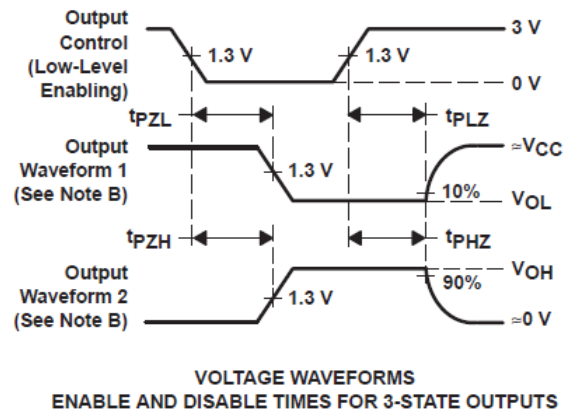 Output
Control
(Low-Level
Enabling)
1.3 V
1.3 V
3 V
0 V
tPZL
tPLZ
Output
Waveform 1
(See Note B)
1.3 V
10%
≈VCC
VOL
tPZH
tPHZ
Output
Waveform 2
(See Note B)
1.3 V
90%
VOH
≈0 V
VOLTAGE WAVEFORMS
ENABLE AND DISABLE TIMES FOR 3-STATE OUTPUTS